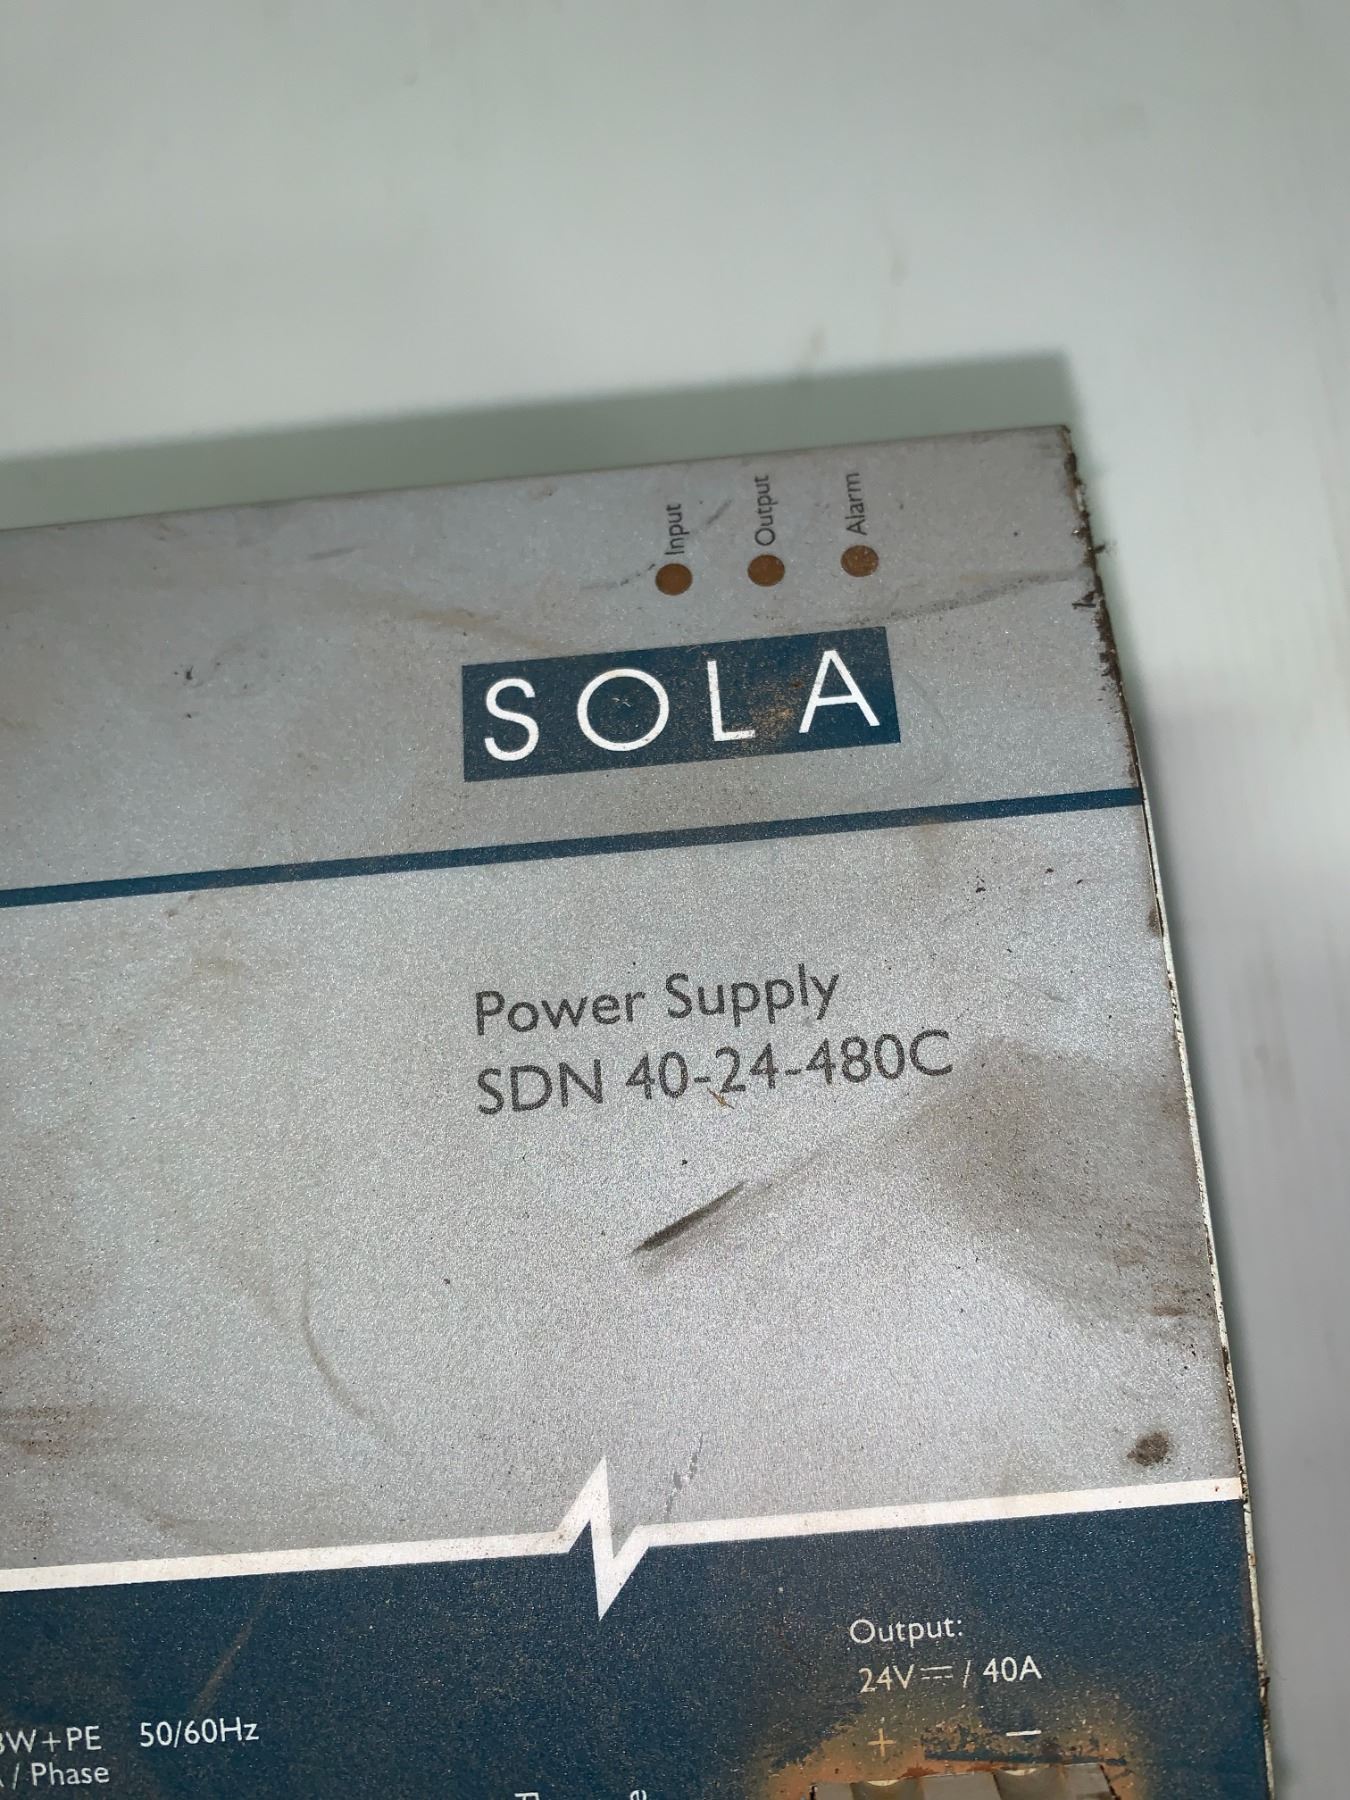 Input
Output
Alarm
SOLA
Power Supply
SDN 40-24-480C
Output:
24V⎓/ 40A
+ −
3W+PE 50/60Hz
/ Phase